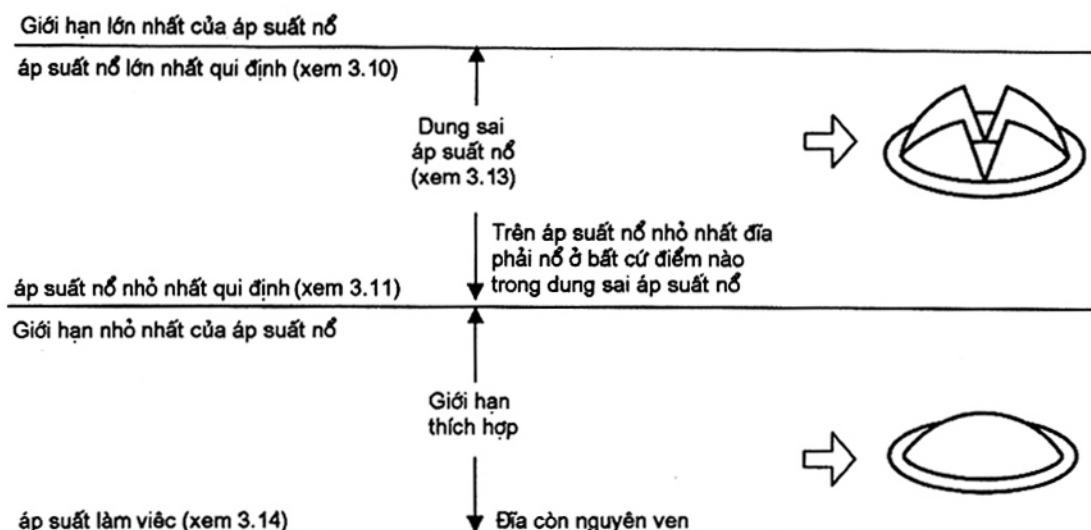 Giới hạn lớn nhất của áp suất nổ
áp suất nổ lớn nhất qui định (xem 3.10)
Dung sai
áp suất nổ
(xem 3.13)
Trên áp suất nổ nhỏ nhất đĩa
phải nổ ở bất cứ điểm nào
trong dung sai áp suất nổ
áp suất nổ nhỏ nhất qui định (xem 3.11)
Giới hạn nhỏ nhất của áp suất nổ
Giới hạn
thích hợp
áp suất làm việc (xem 3.14)
Đĩa còn nguyên vẹn